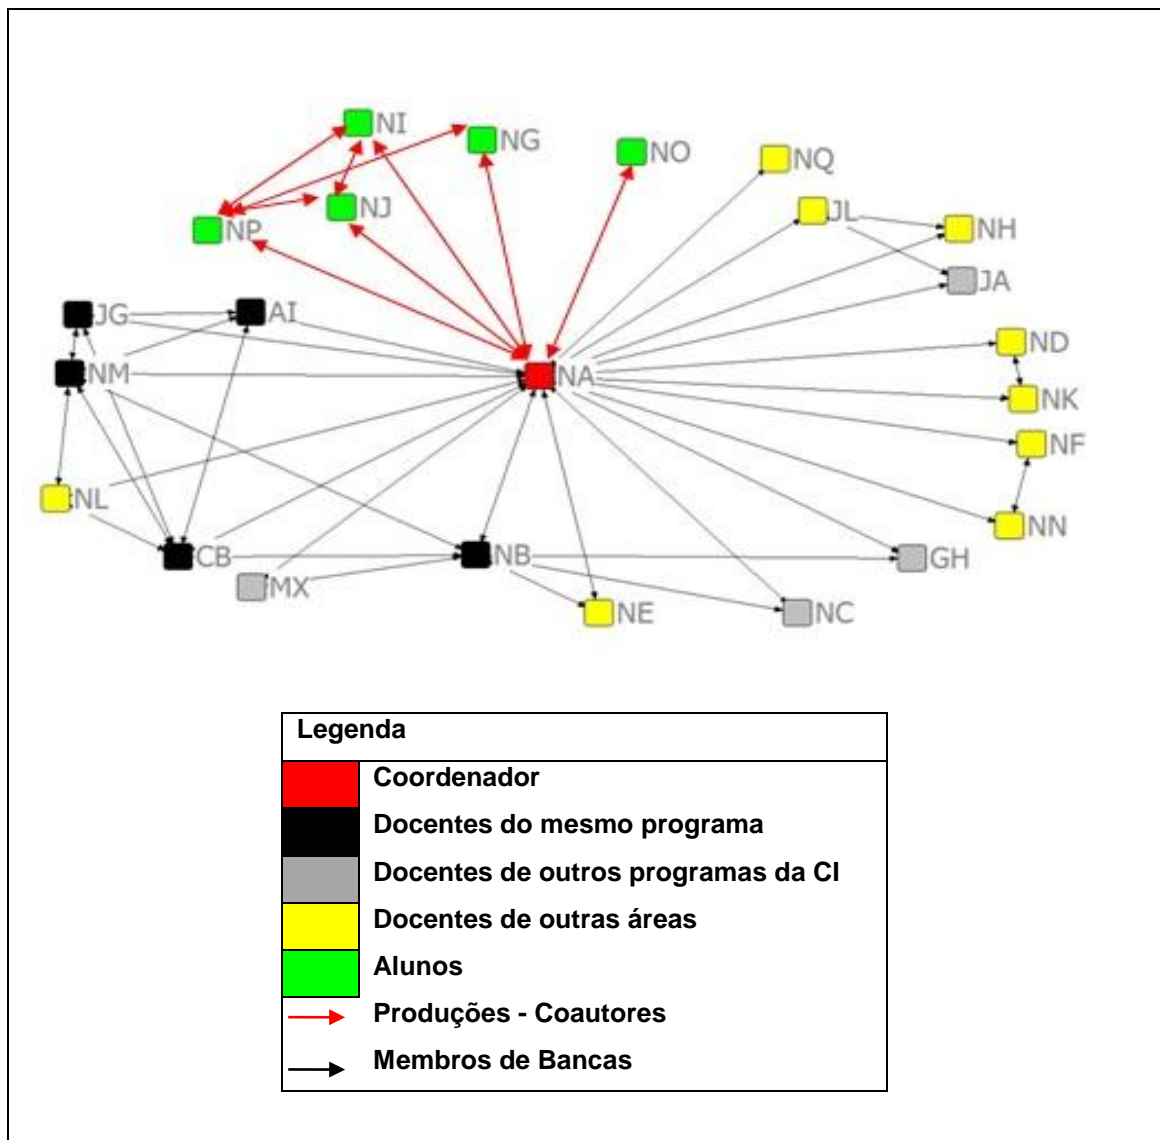 NI
NG
NO
NQ
NJ
JL
NP
NH
JA
JG
AI
ND
NM
NA
NK
NF
NL
NN
CB
NB
GH
MX
NE
NC
Legenda
Coordenador
Docentes do mesmo programa
Docentes de outros programas da CI
Docentes de outras áreas
Alunos
Produções - Coautores
Membros de Bancas